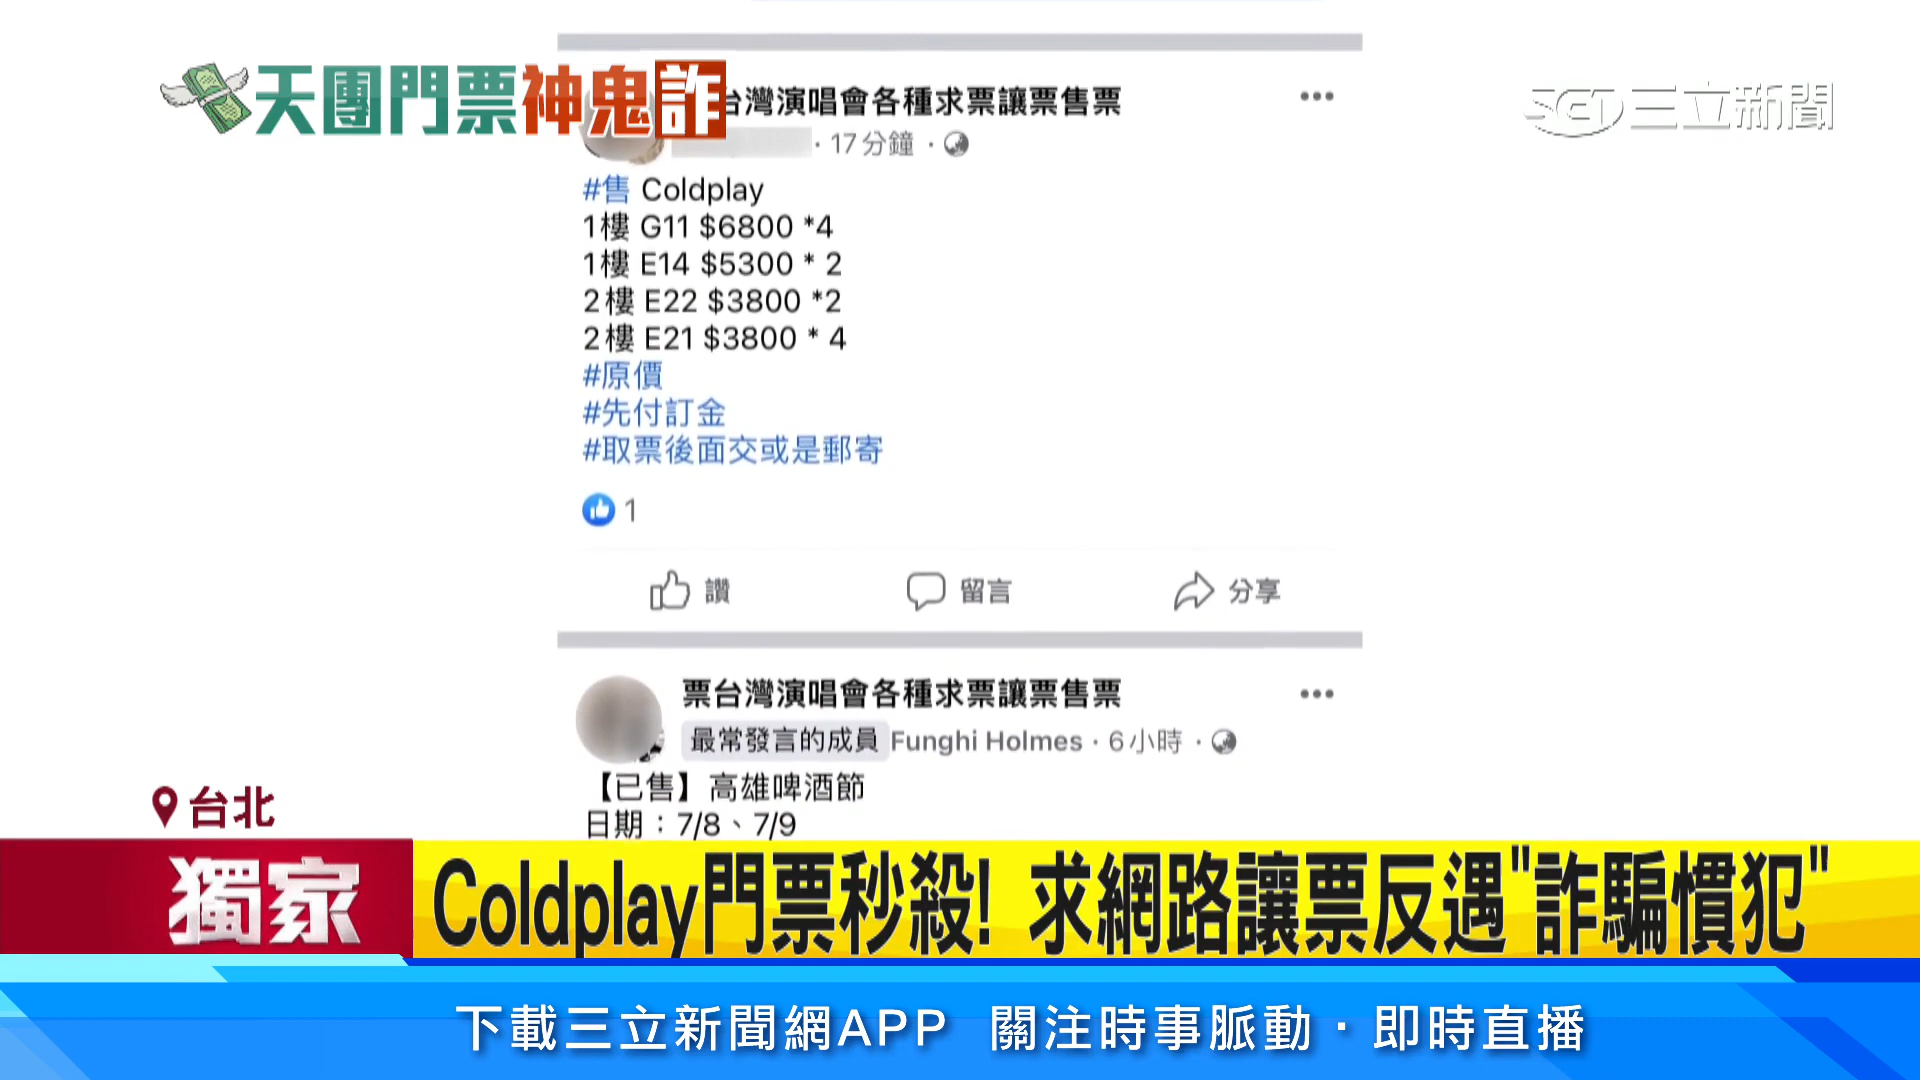 天團門票神鬼詐
SET三立新聞
台灣演唱會各種求票讓票售票
· 17分鐘 ·
#售 Coldplay
1樓 G11 $6800 *4
1樓 E14 $5300 * 2
2樓 E22 $3800 *2
2樓 E21 $3800 * 4
#原價
#先付訂金
#取票後面交或是郵寄
1
讚 留言 分享
票台灣演唱會各種求票讓票售票
最常發言的成員 Funghi Holmes · 6小時 ·
【已售】高雄啤酒節
日期：7/8、7/9
台北
獨家
Coldplay門票秒殺! 求網路讓票反遇"詐騙慣犯"
下載三立新聞網APP 關注時事脈動·即時直播